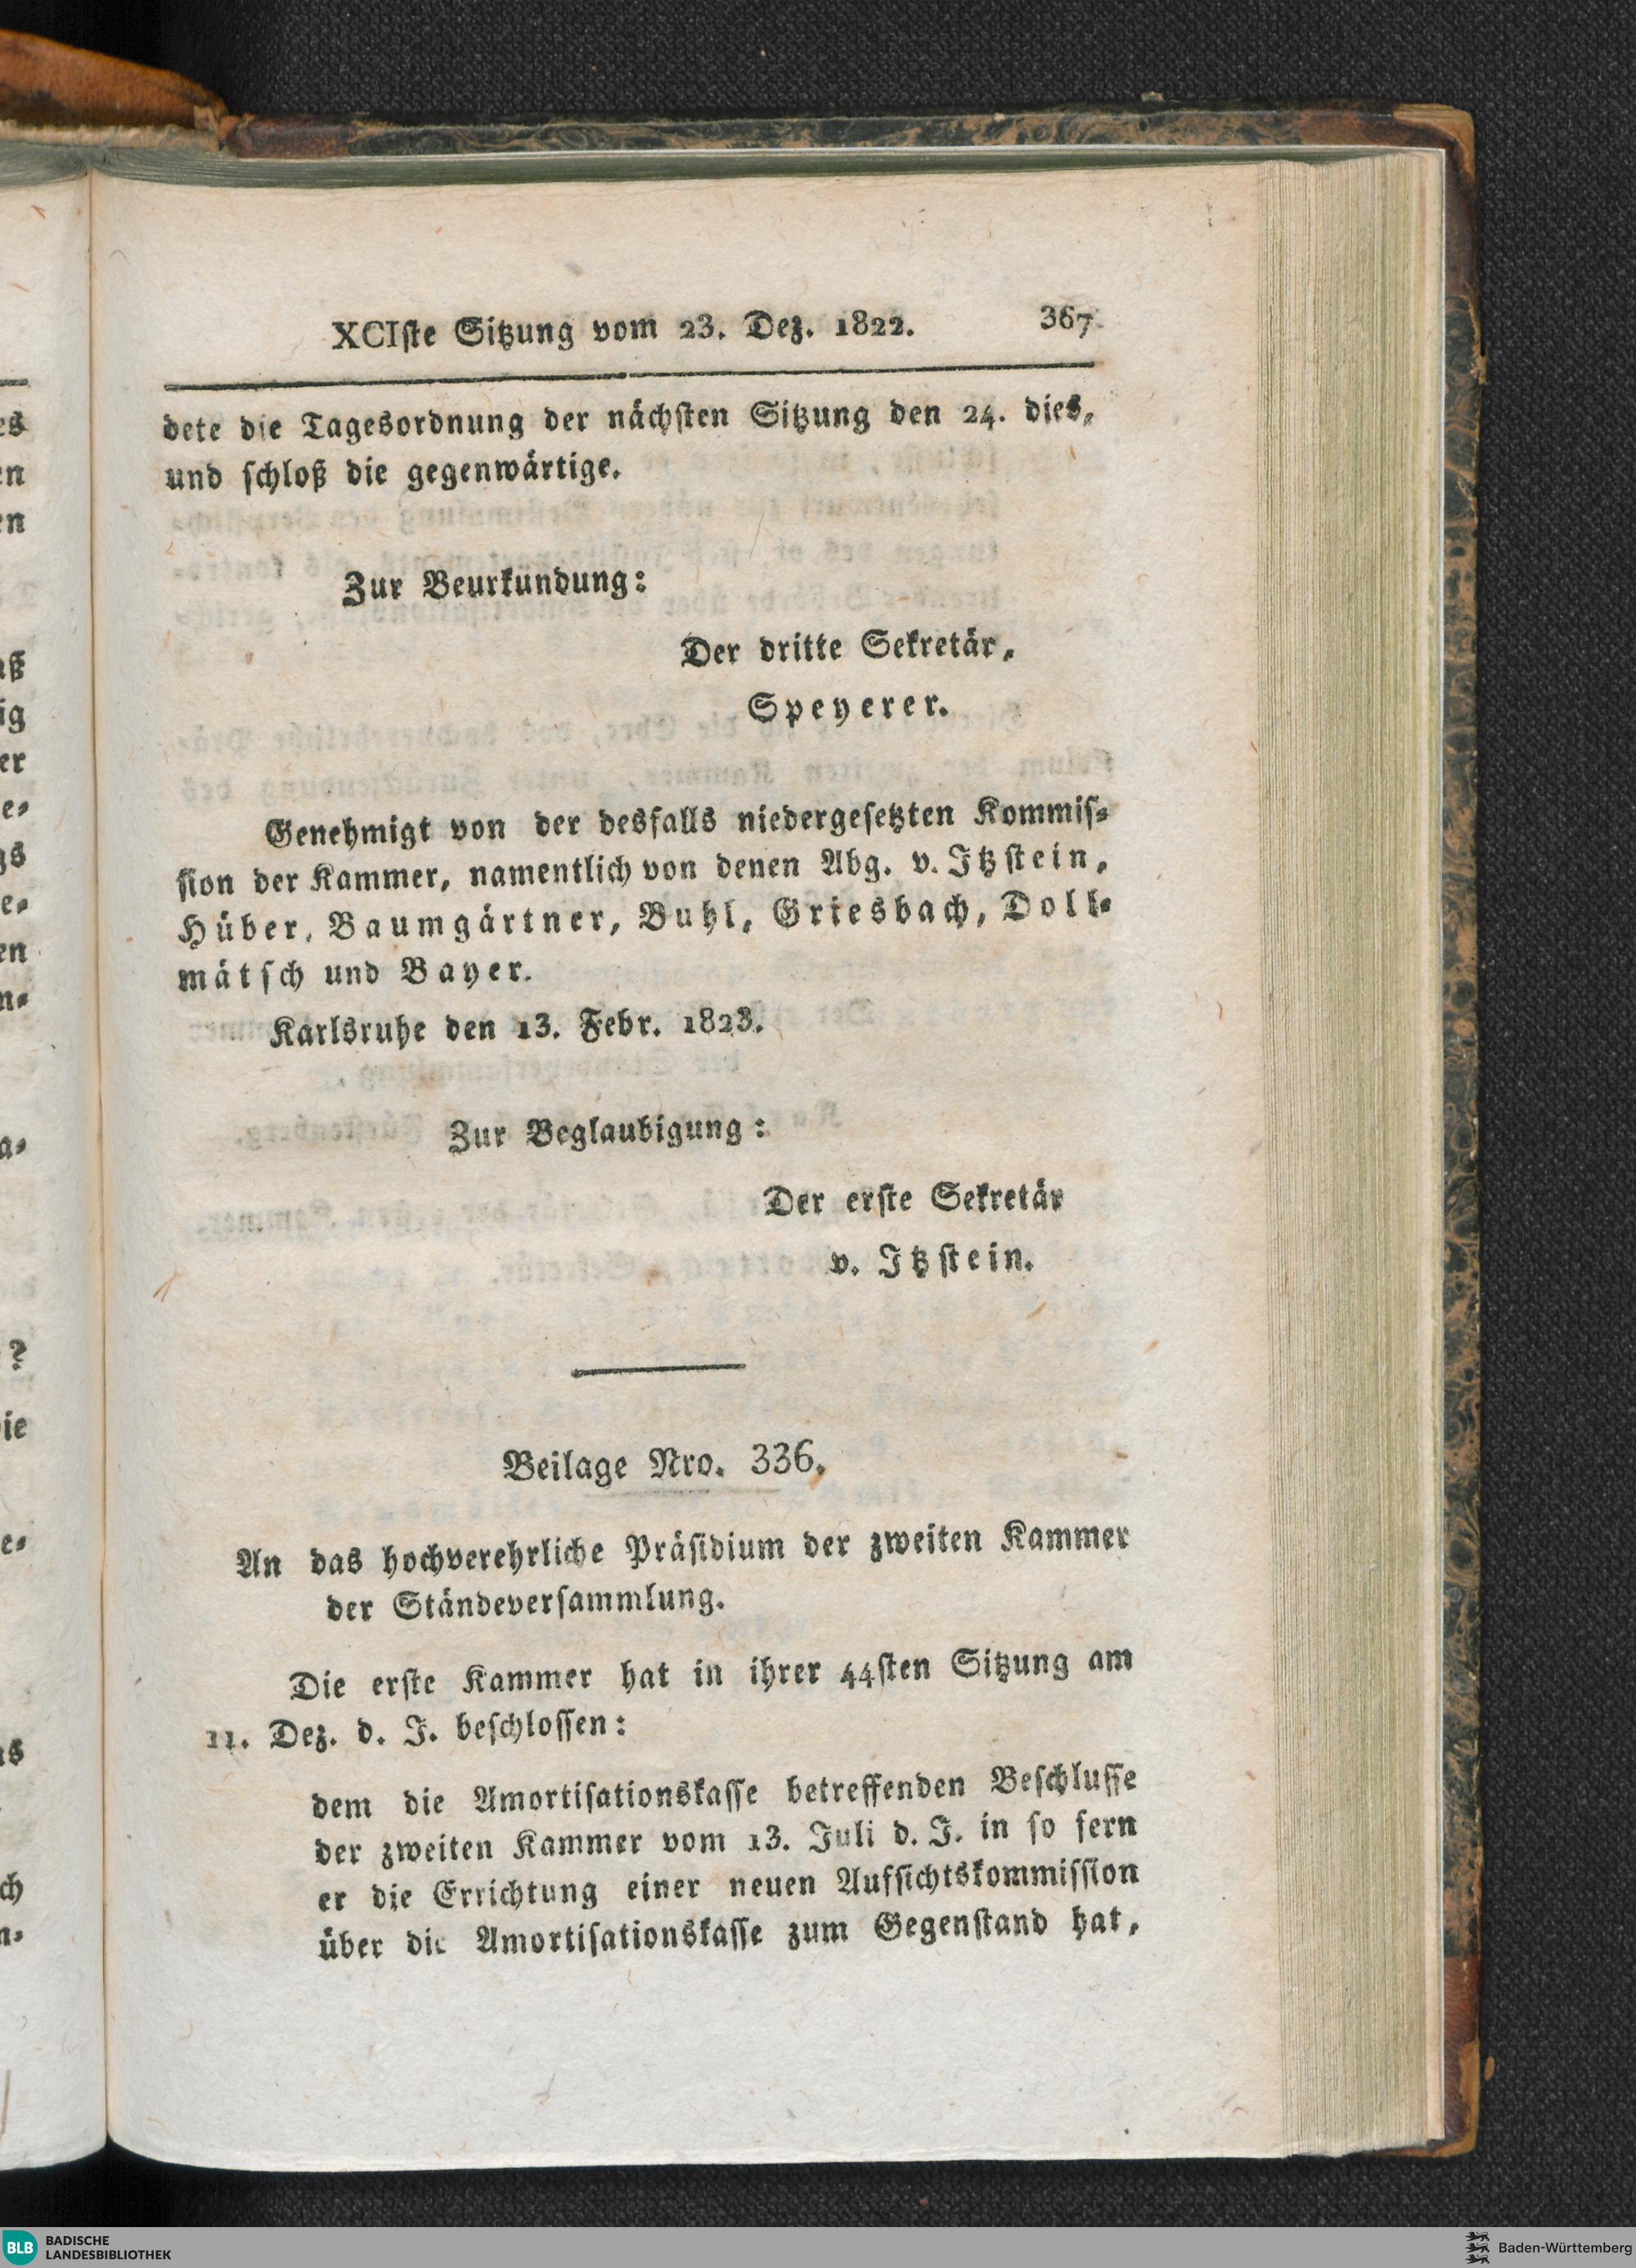 XCIste Sitzung vom 23. Dez. 1822. 367
dete die Tagesordnung der nächsten Sitzung den 24. dies,
und schloß die gegenwärtige.
Zur Beurkundung:
Der dritte Sekretär,
Speyerer.
Genehmigt von der desfalls niedergesetzten Kommis-
sion der Kammer, namentlich von denen Abg. v. Itzstein,
Hüber, Baumgärtner, Buhl, Griesbach, Doll-
mätsch und Bayer.
Karlsruhe den 13. Febr. 1823.
Zur Beglaubigung:
Der erste Sekretär
v. Itzstein.
Beilage Nro. 336.
An das hochverehrliche Präsidium der zweiten Kammer
der Ständeversammlung.
Die erste Kammer hat in ihrer 44sten Sitzung am
11. Dez. d. J. beschlossen:
dem die Amortisationskasse betreffenden Beschlusse
der zweiten Kammer vom 13. Juli d. J. in so fern
er die Errichtung einer neuen Aufsichtskommission
über die Amortisationskasse zum Gegenstand hat,
BLB BADISCHE
LANDESBIBLIOTHEK
Baden-Württemberg